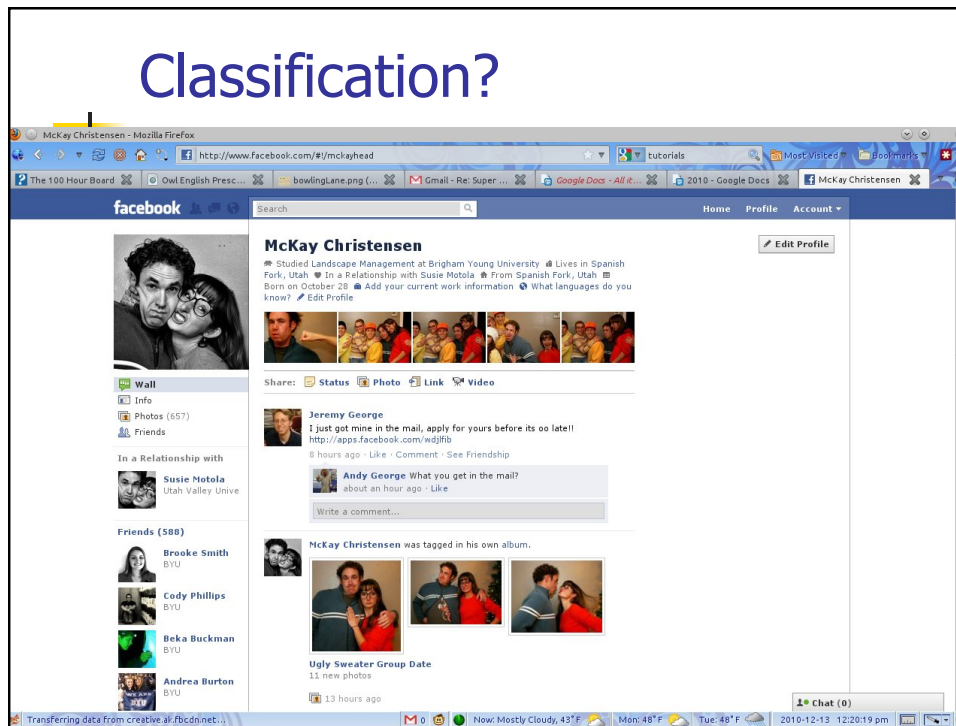 Classification?
McKay Christensen - Mozilla Firefox
http://www.facebook.com/#!/mckayhead
tutorials
Most Visited
Bookmarks
The 100 Hour Board
Owl English Presc...
bowlingLane.png (...
Gmail - Re: Super ...
Google Docs - All it...
2010 - Google Docs
McKay Christensen
facebook
Search
Home Profile Account
McKay Christensen
Edit Profile
Studied Landscape Management at Brigham Young University Lives in Spanish
Fork, Utah In a Relationship with Susie Motola From Spanish Fork, Utah
Born on October 28 Add your current work information What languages do you
know? Edit Profile
Share: Status Photo Link Video
Wall
Info
Photos (657)
Friends
In a Relationship with
Susie Motola
Utah Valley Unive
Friends (588)
Brooke Smith
BYU
Cody Phillips
BYU
Beka Buckman
BYU
Andrea Burton
BYU
Jeremy George
I just got mine in the mail, apply for yours before its oo late!!
http://apps.facebook.com/wdjlfib
8 hours ago · Like · Comment · See Friendship
Andy George What you get in the mail?
about an hour ago · Like
Write a comment...
McKay Christensen was tagged in his own album.
Ugly Sweater Group Date
11 new photos
13 hours ago
Chat (0)
Transferring data from creative.ak.fbcdn.net...
0
Now: Mostly Cloudy, 43°F
Mon: 48°F
Tue: 48°F
2010-12-13 12:20:19 pm